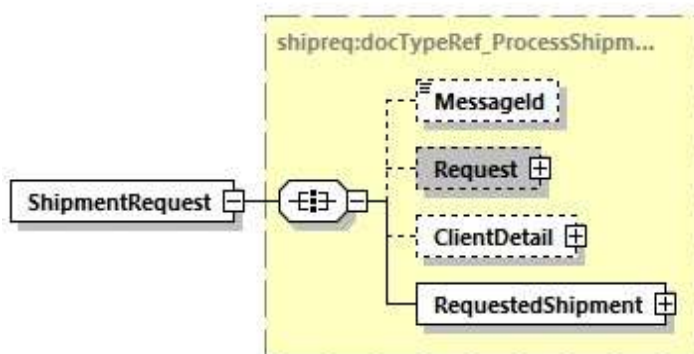 shipreq:docTypeRef_ProcessShipm...
MessageId
Request
ShipmentRequest
ClientDetail
RequestedShipment